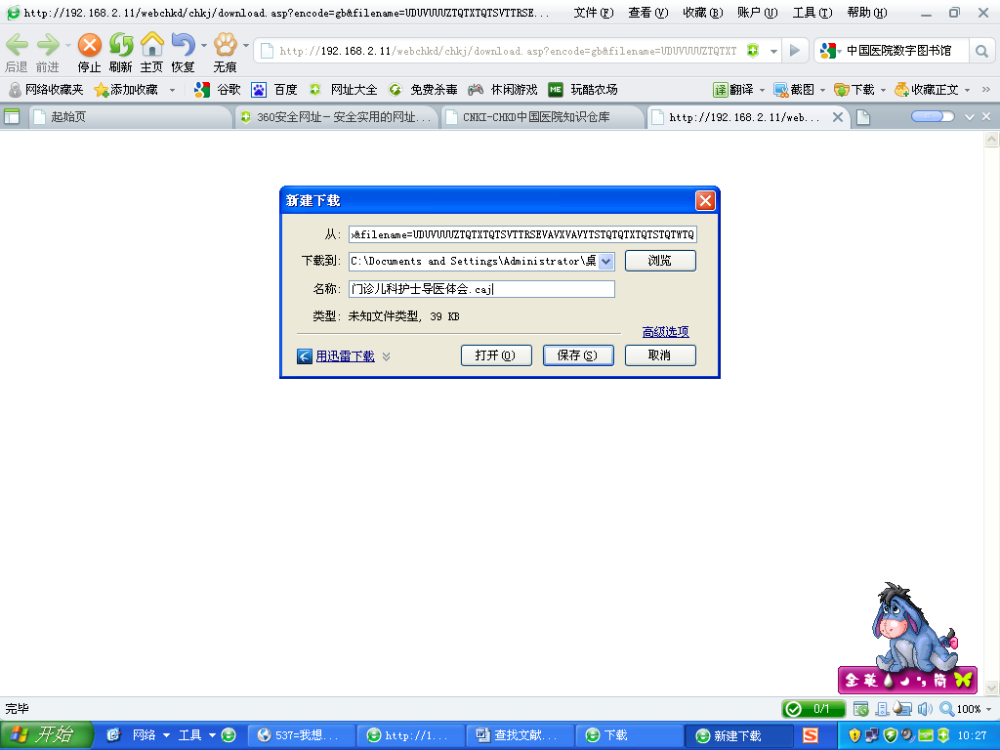 http://192.168.2.11/webchkd/chkj/download.asp?encode=gb&filename=UDUVUUUZTQTXTQTSVTTRSE... 文件(F) 查看(V) 收藏(B) 账户(U) 工具(T) 帮助(H)
http://192.168.2.11/webchkd/chkj/download.asp?encode=gb&filename=UDUVUUUZTQTXT 中国医院数字图书馆
后退 前进 停止 刷新 主页 恢复 无痕
网络收藏夹 添加收藏 谷歌 百度 网址大全 免费杀毒 休闲游戏 ME 玩酷农场 译 翻译 截图 下载 收藏正文 »
起始页 360安全网址－安全实用的网址... CNKI-CHKD中国医院知识仓库 http://192.168.2.11/web...
新建下载
从: &filename=UDUVUUUZTQTXTQTSVTTRSEVAVXVAVYTSTQTQTXTQTSTQTWTQ
下载到: C:\Documents and Settings\Administrator\桌 浏览
名称: 门诊儿科护士导医体会.caj
类型: 未知文件类型, 39 KB
高级选项
用迅雷下载 打开(O) 保存(S) 取消
全 英 简
完毕 0/1 100%
开始 网络 工具 537=我想... http://1... 查找文献... 下载 新建下载 S 10:27